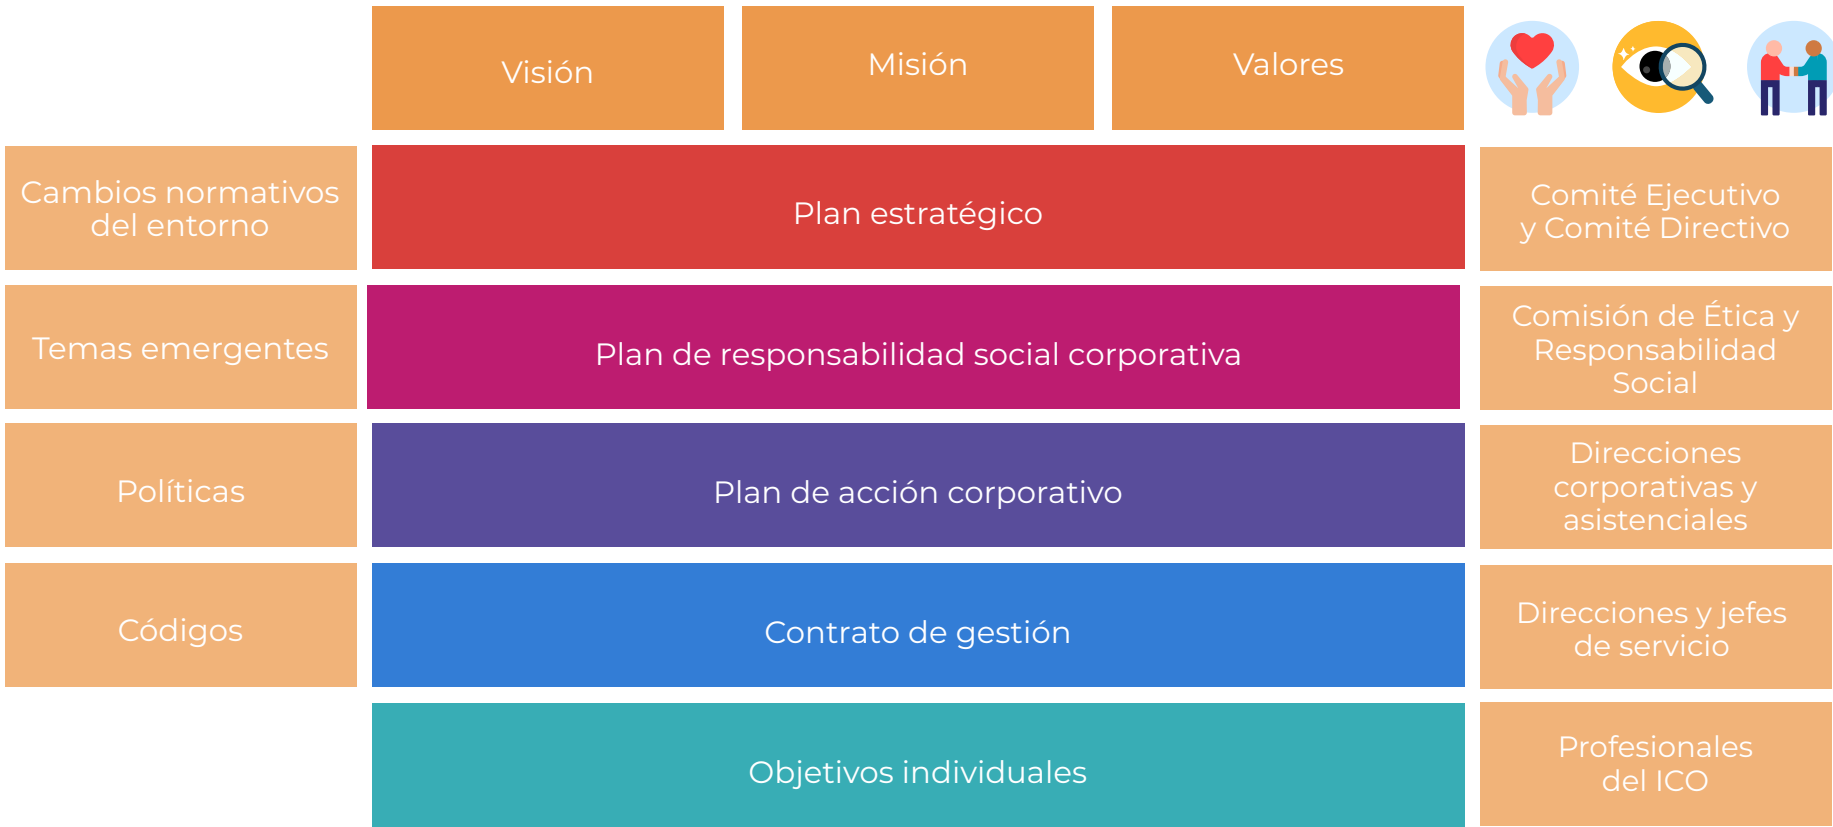 Visión
Misión
Valores
Cambios normativos
del entorno
Plan estratégico
Comité Ejecutivo
y Comité Directivo
Temas emergentes
Plan de responsabilidad social corporativa
Comisión de Ética y
Responsabilidad
Social
Políticas
Plan de acción corporativo
Direcciones
corporativas y
asistenciales
Códigos
Contrato de gestión
Direcciones y jefes
de servicio
Objetivos individuales
Profesionales
del ICO